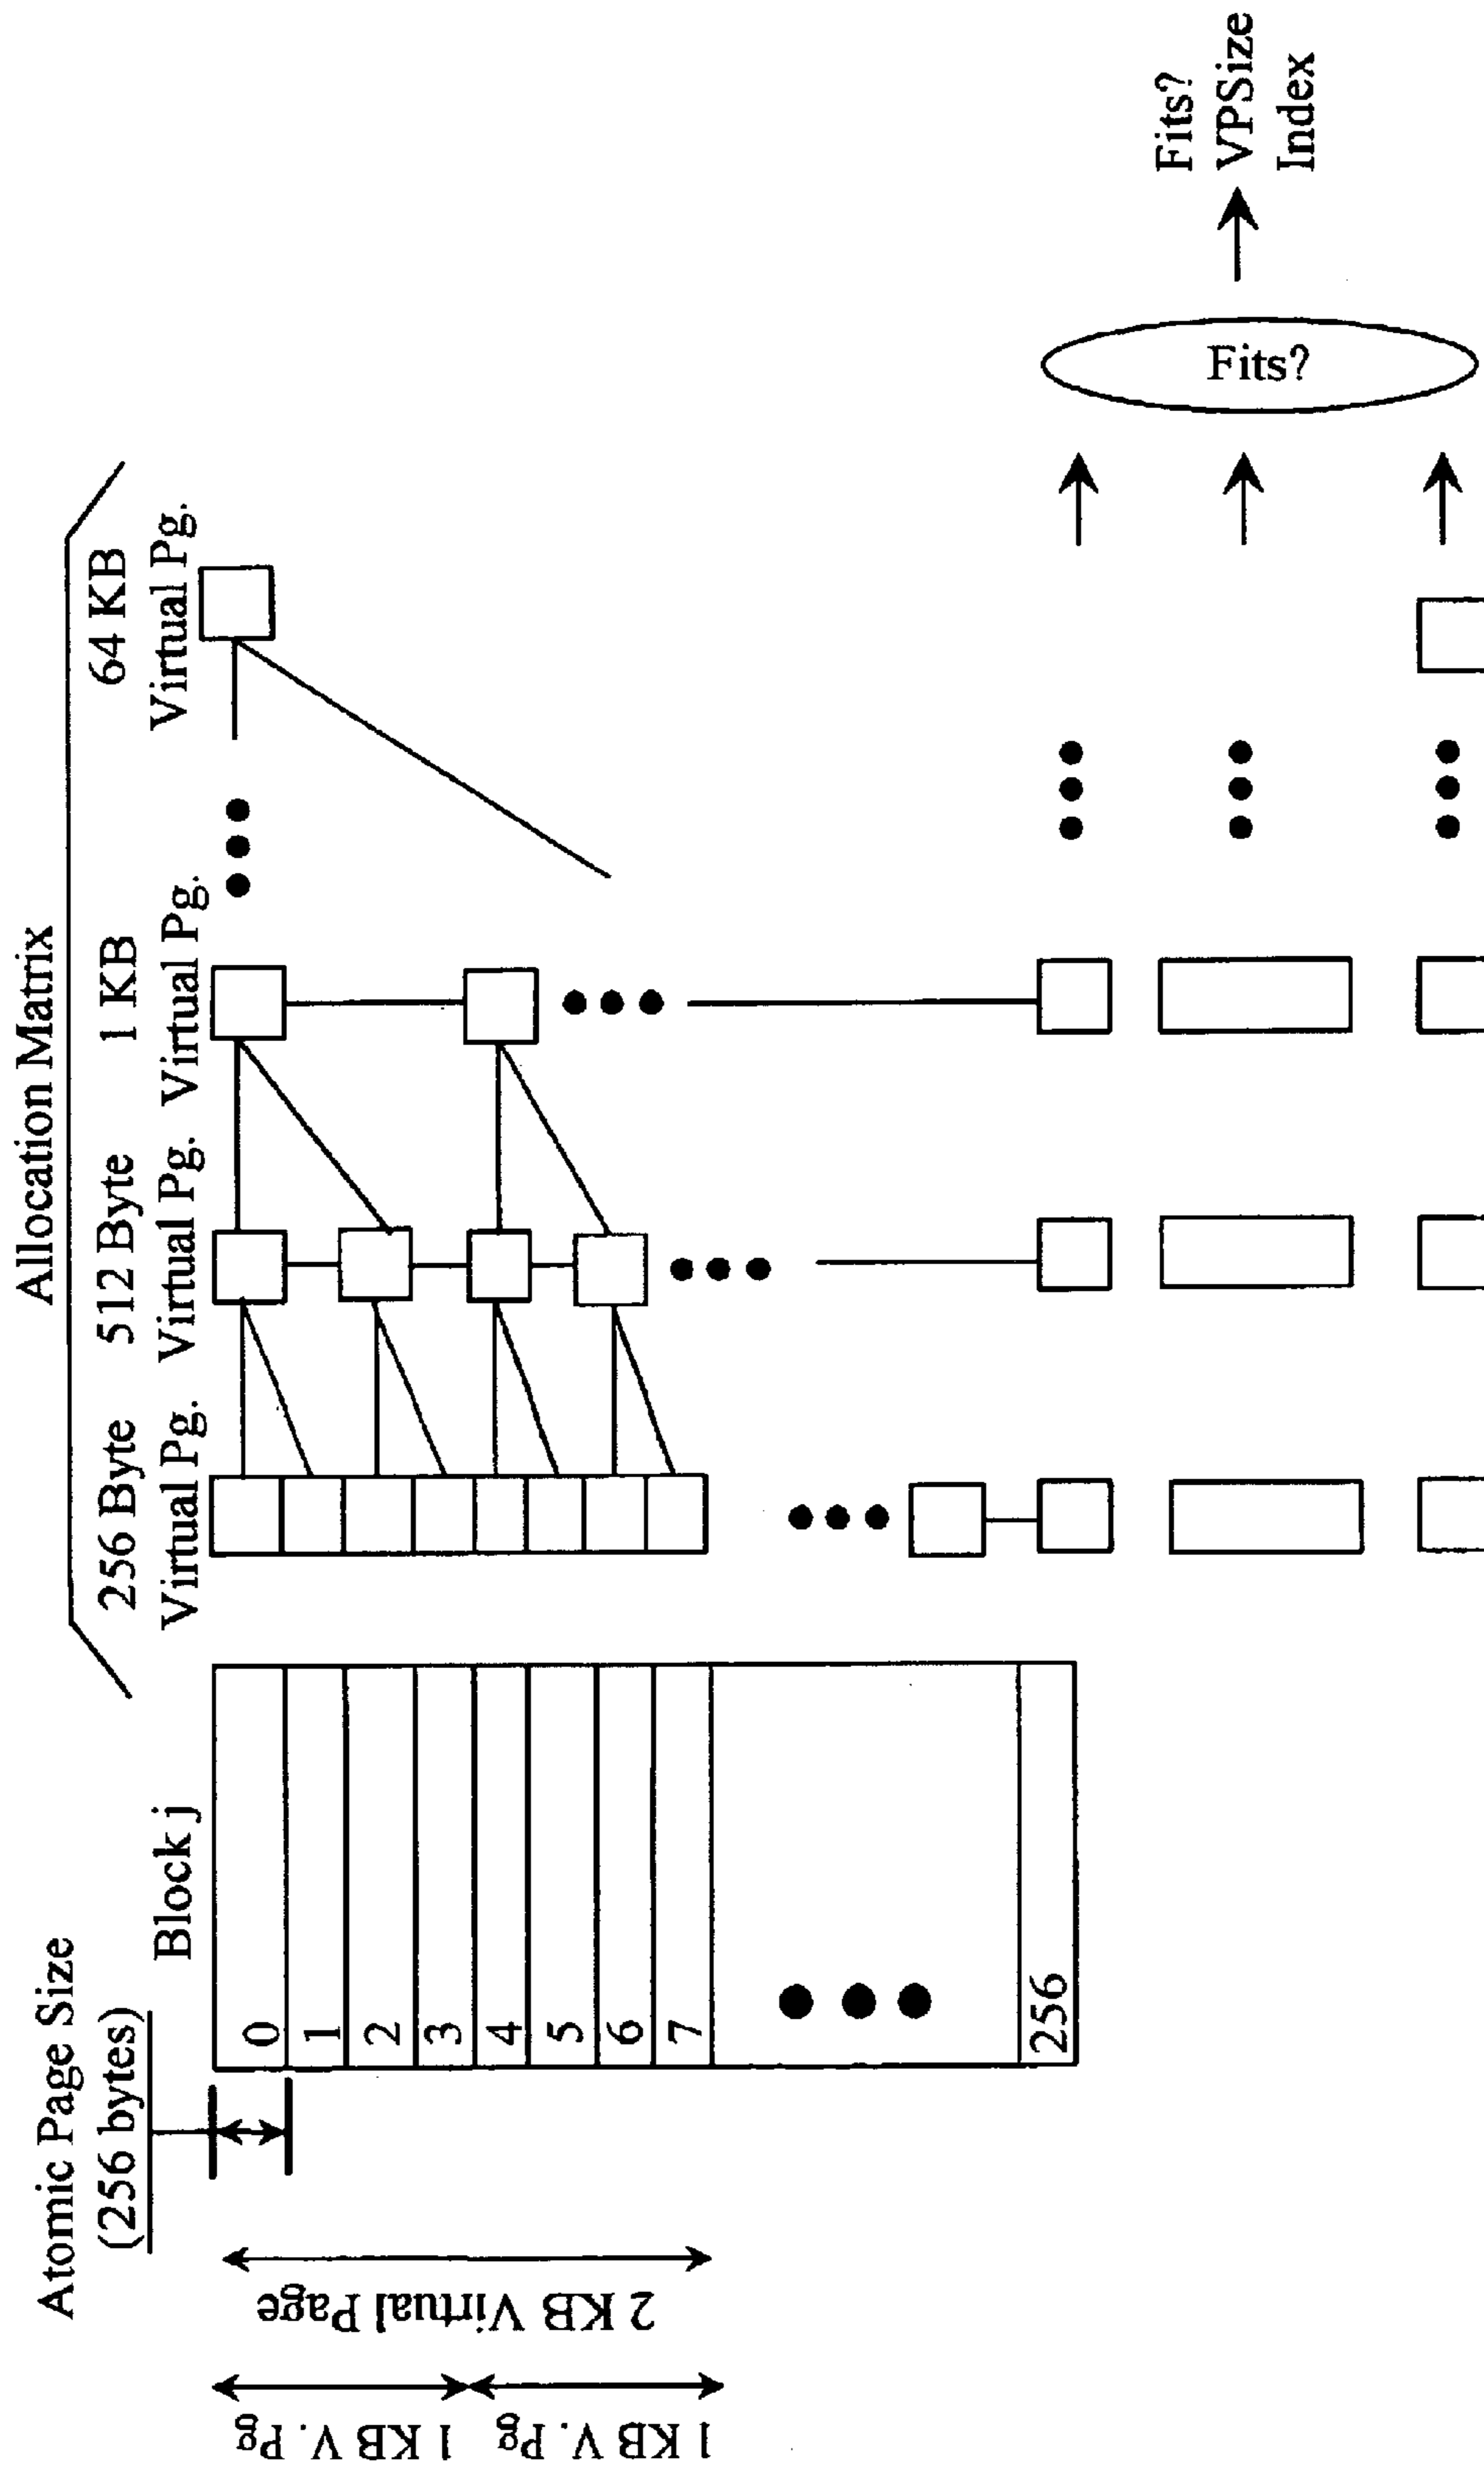 Allocation Matrix
Atomic Page Size
(256 bytes)
Block j
256 Byte
Virtual Pg.
512 Byte
Virtual Pg.
1 KB
Virtual Pg.
64 KB
Virtual Pg.
0
1
2
3
4
5
6
7
256
2 KB Virtual Page
1 KB V. Pg
1 KB V. Pg
Fits?
Fits?
VPSize
Index